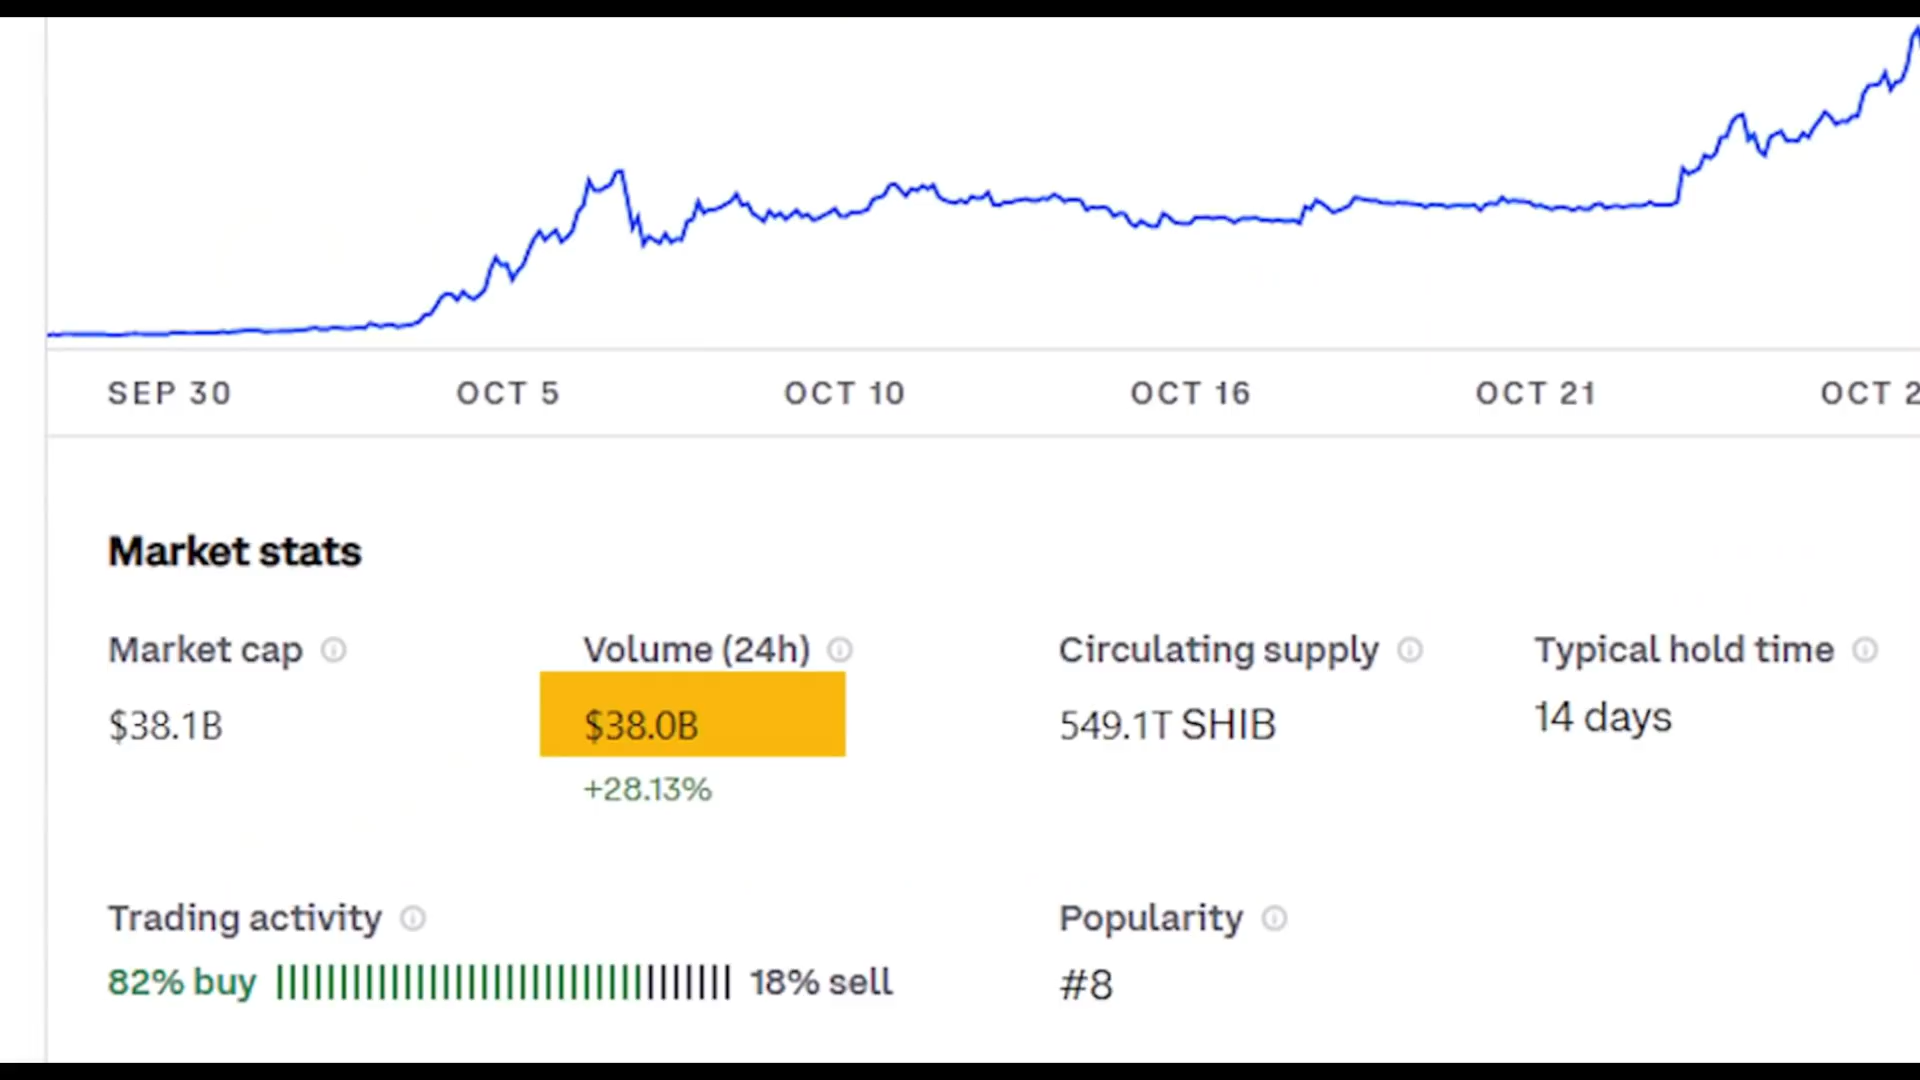 SEP 30 OCT 5 OCT 10 OCT 16 OCT 21 OCT 2
Market stats
Market cap Volume (24h) Circulating supply Typical hold time
$38.1B $38.0B 549.1T SHIB 14 days
+28.13%
Trading activity Popularity
82% buy 18% sell #8